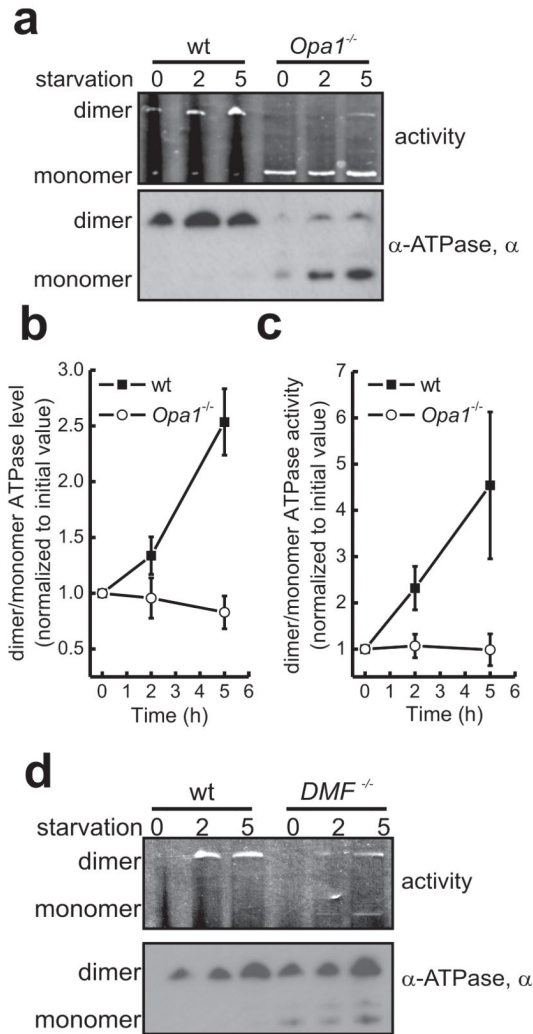 a
wt Opa1-/-
starvation 0 2 5 0 2 5
dimer
activity
monomer
dimer
α-ATPase, α
monomer
b
dimer/monomer ATPase level
(normalized to initial value)
3.0
2.5
2.0
1.5
1.0
0.5
wt
Opa1-/-
0 1 2 3 4 5 6
Time (h)
c
dimer/monomer ATPase activity
(normalized to initial value)
7
6
5
4
3
2
1
wt
Opa1-/-
0 1 2 3 4 5 6
Time (h)
d
wt DMF -/-
starvation 0 2 5 0 2 5
dimer
activity
monomer
dimer
α-ATPase, α
monomer